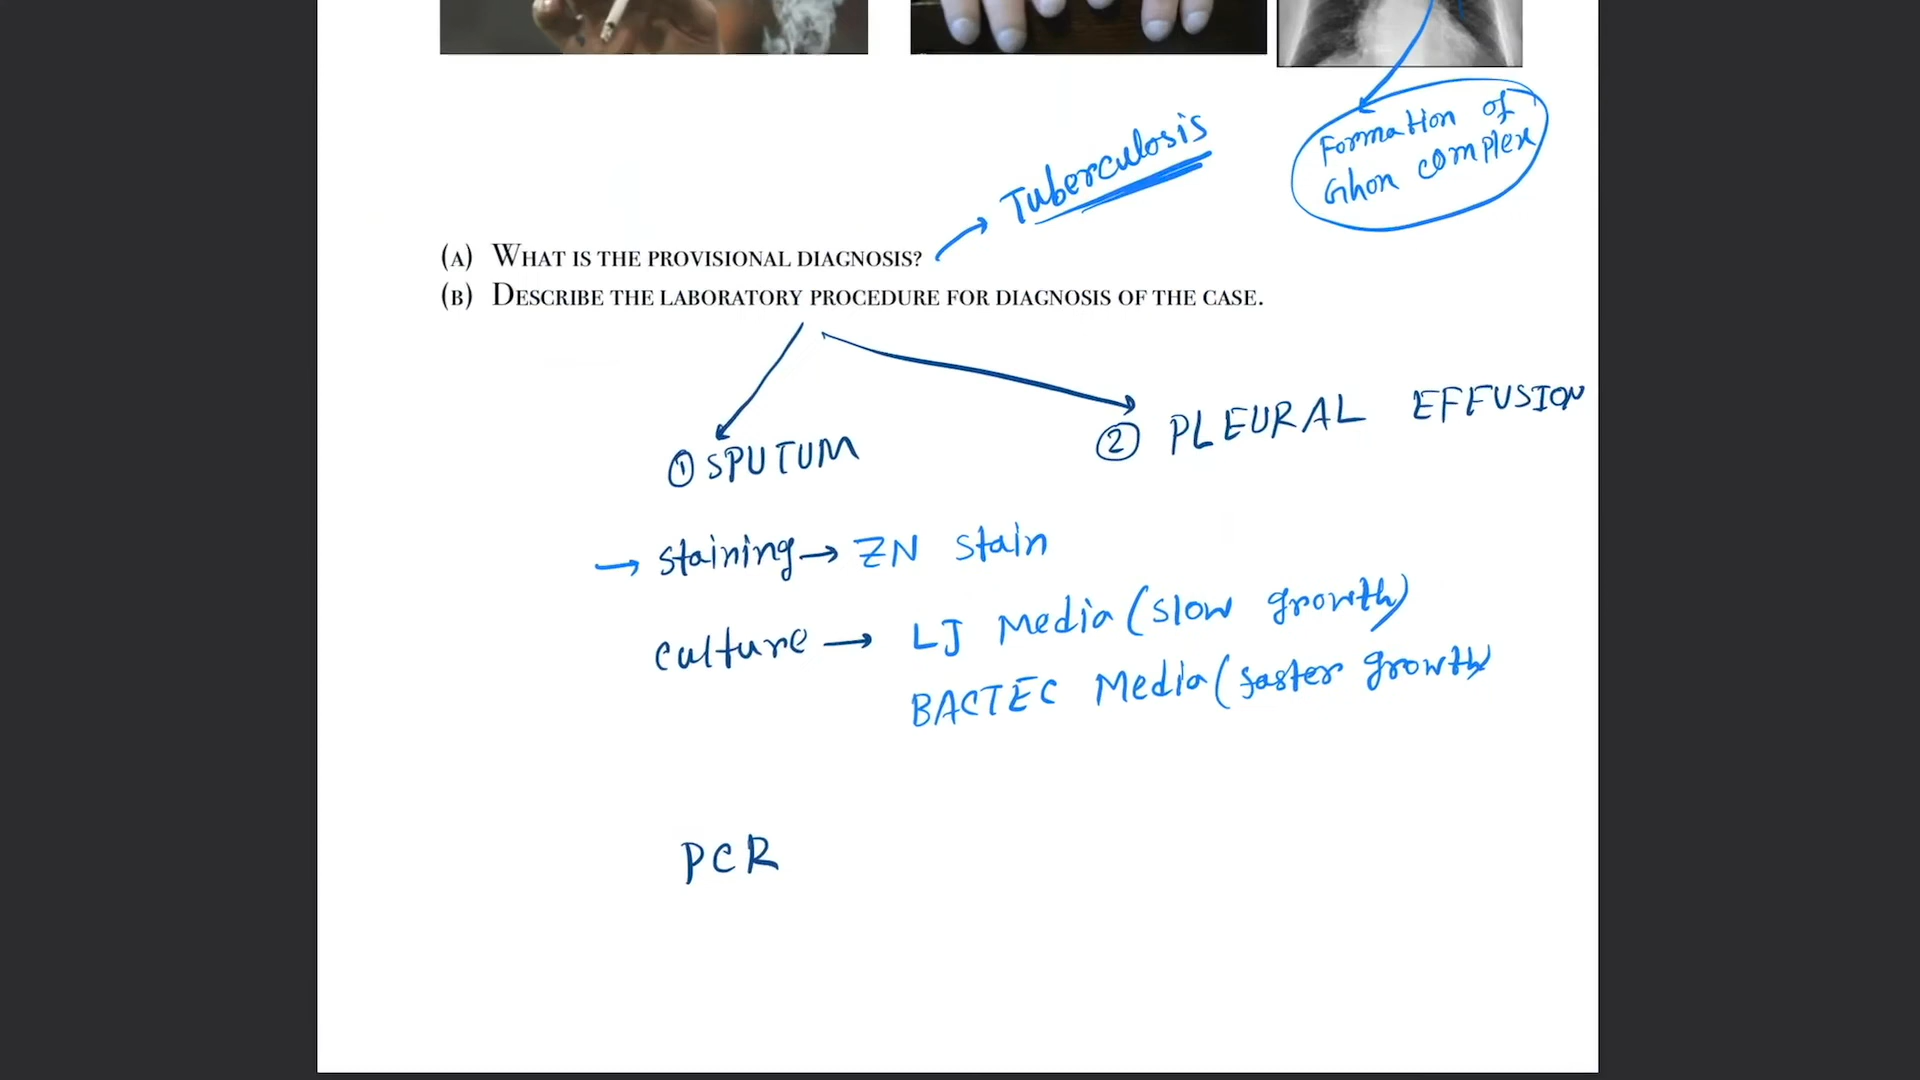 Formation of
Ghon complex
Tuberculosis
(A) WHAT IS THE PROVISIONAL DIAGNOSIS?
(B) DESCRIBE THE LABORATORY PROCEDURE FOR DIAGNOSIS OF THE CASE.
① SPUTUM
② PLEURAL EFFUSION
→ staining → ZN stain
culture → LJ Media (slow growth)
BACTEC Media (faster growth
PCR